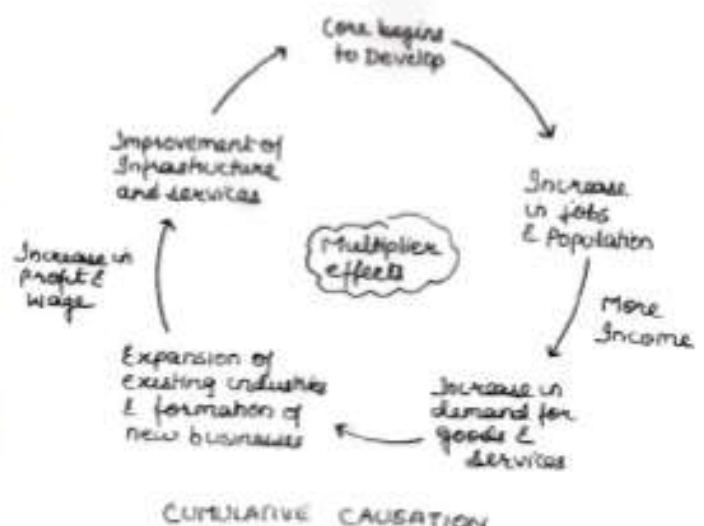 Core begins
to Develop
Increase
in jobs
& Population
More
Income
Increase in
demand for
goods &
services
Expansion of
existing industries
& formation of
new businesses
Increase in
profit &
wage
Improvement of
Infrastructure
and services
Multiplier
effects
CUMULATIVE CAUSATION